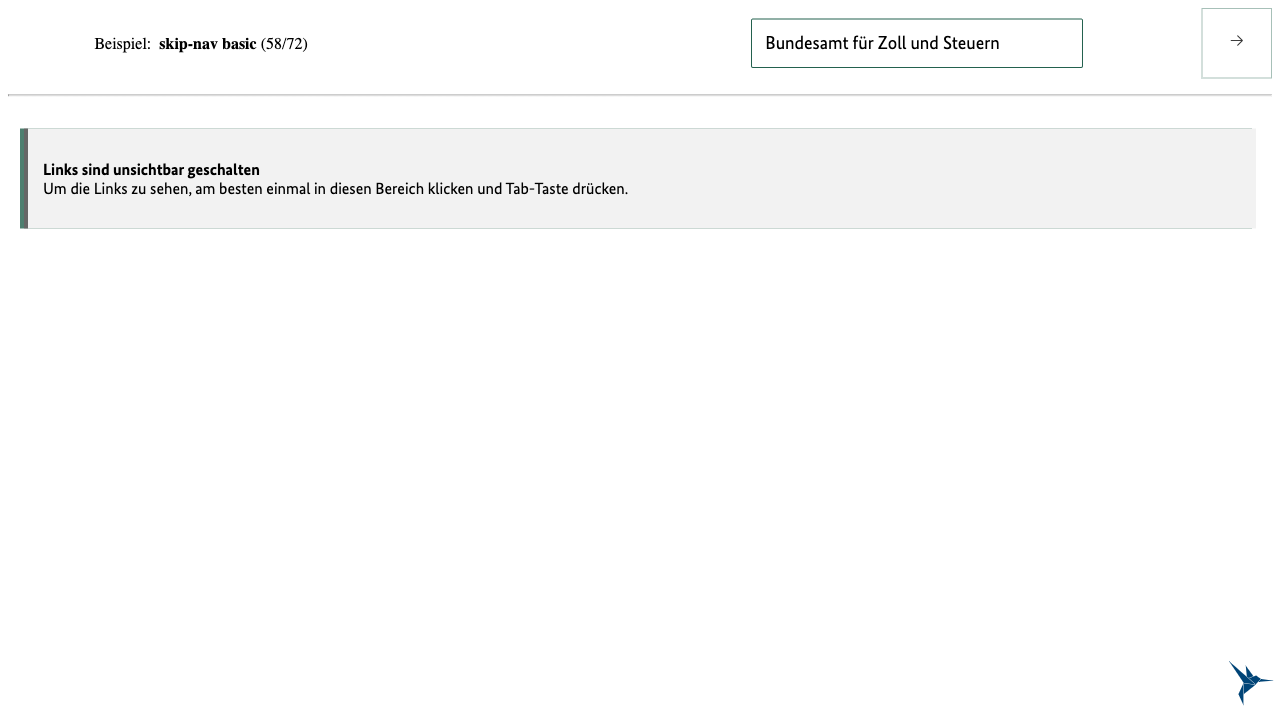 Beispiel: skip-nav basic (58/72)
Bundesamt für Zoll und Steuern
→
Links sind unsichtbar geschalten
Um die Links zu sehen, am besten einmal in diesen Bereich klicken und Tab-Taste drücken.